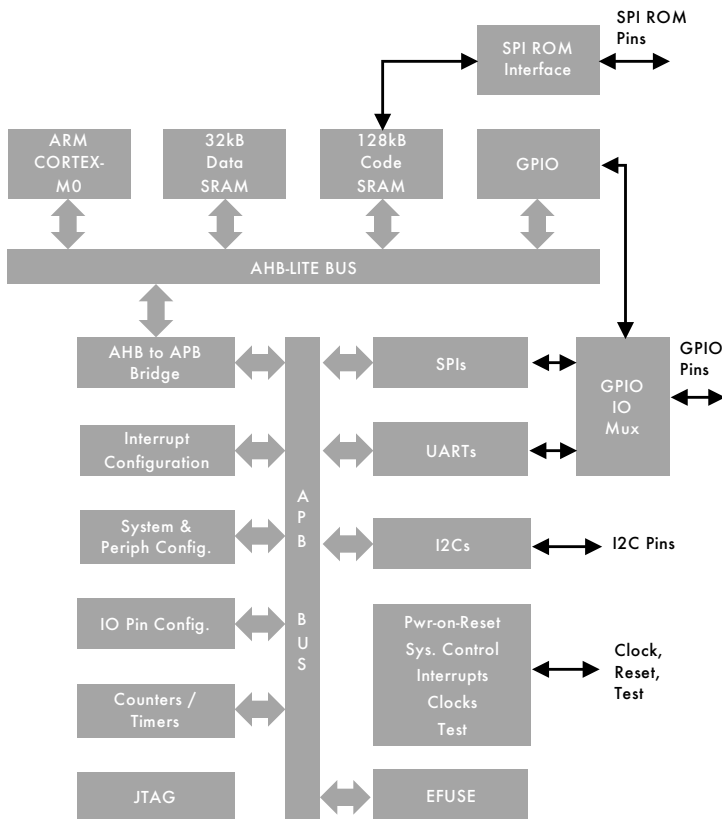 SPI ROM
Pins
SPI ROM
Interface
ARM
CORTEX-
M0
32kB
Data
SRAM
128kB
Code
SRAM
GPIO
AHB-LITE BUS
AHB to APB
Bridge
SPIs
GPIO
IO
Mux
GPIO
Pins
Interrupt
Configuration
UARTs
A
P
B
B
U
S
System &
Periph Config.
I2Cs
I2C Pins
IO Pin Config.
Pwr-on-Reset
Sys. Control
Interrupts
Clocks
Test
Clock,
Reset,
Test
Counters /
Timers
JTAG
EFUSE